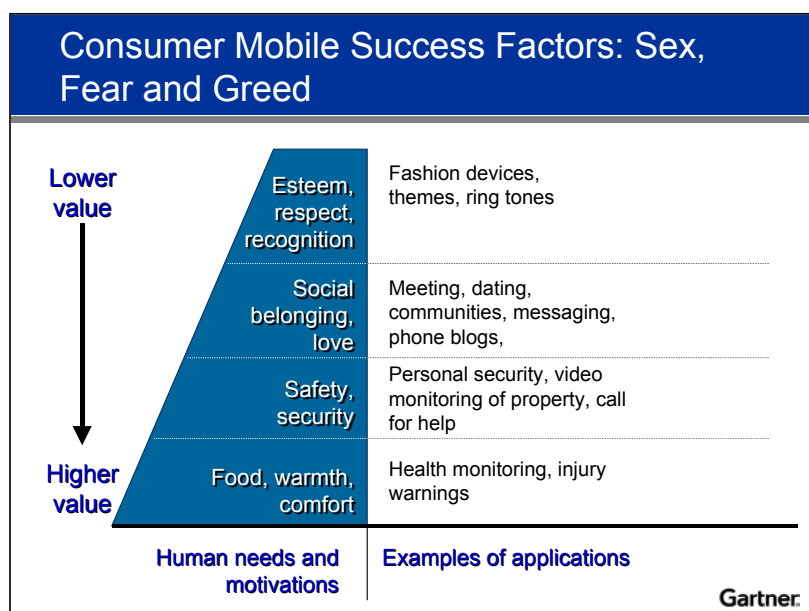 Consumer Mobile Success Factors: Sex,
Fear and Greed
Lower
value
Esteem,
respect,
recognition
Fashion devices,
themes, ring tones
Social
belonging,
love
Meeting, dating,
communities, messaging,
phone blogs,
Safety,
security
Personal security, video
monitoring of property, call
for help
Higher
value
Food, warmth,
comfort
Health monitoring, injury
warnings
Human needs and
motivations
Examples of applications
Gartner